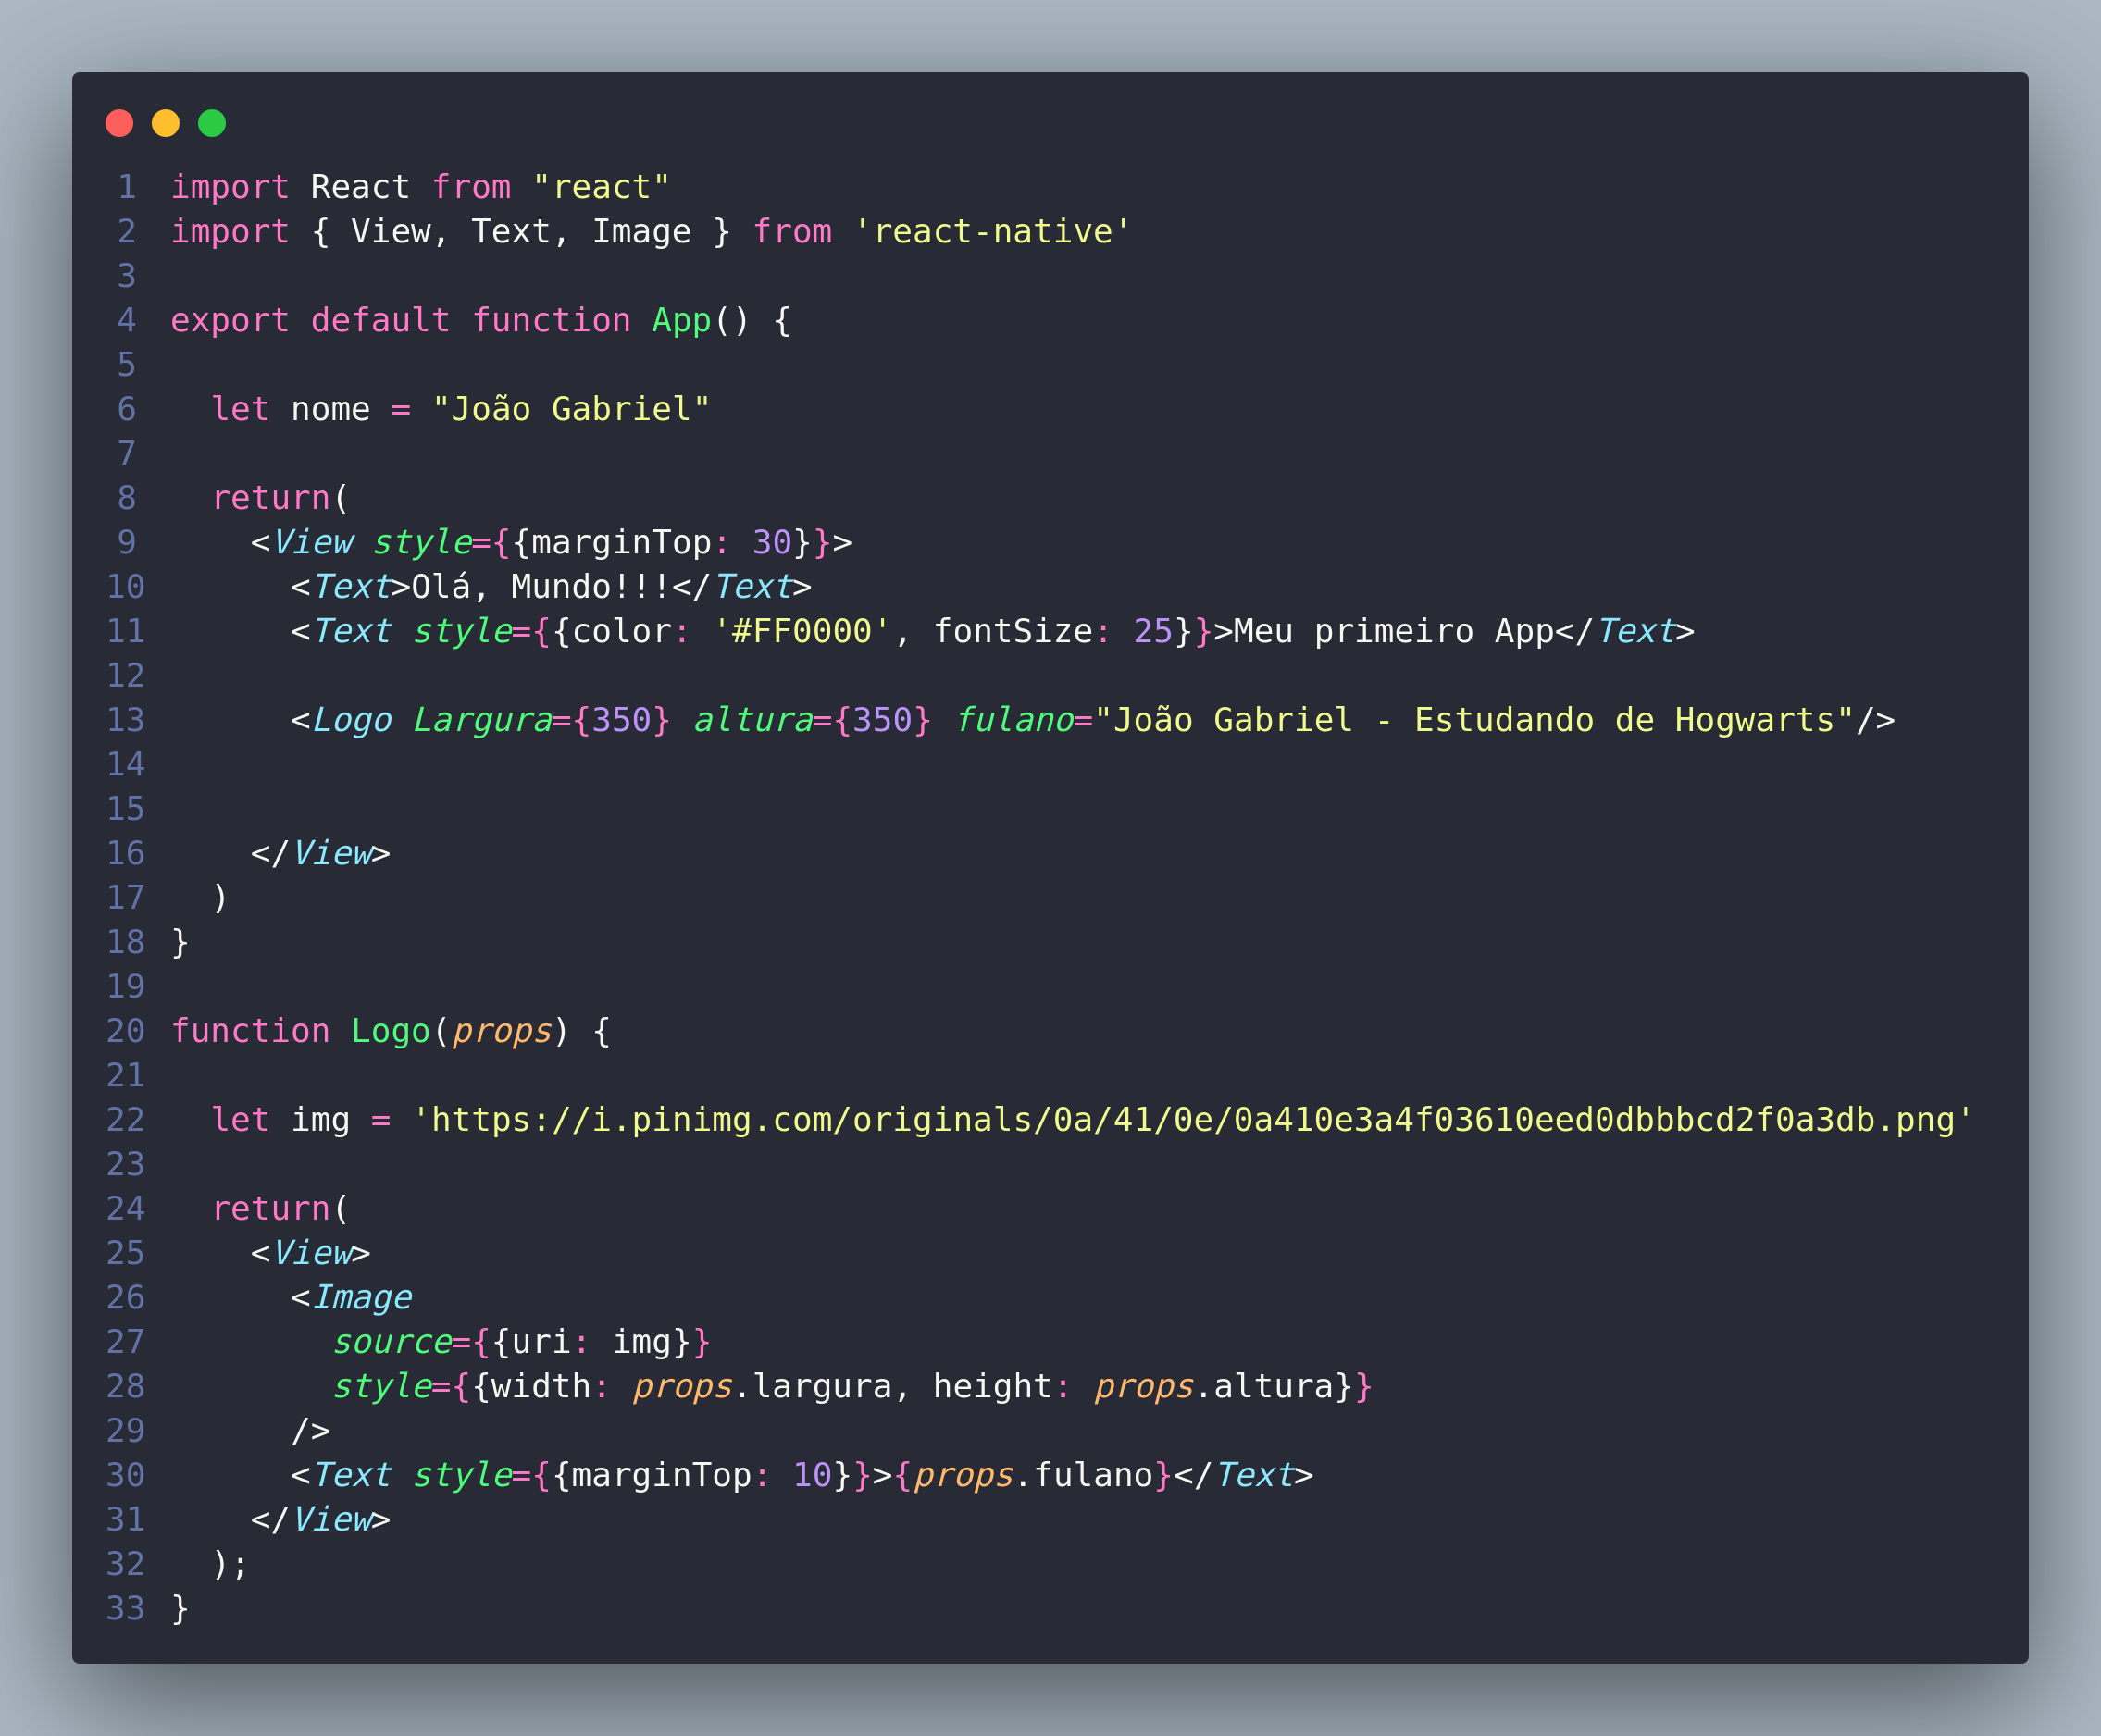 1 import React from "react"
2 import { View, Text, Image } from 'react-native'
3
4 export default function App() {
5
6   let nome = "João Gabriel"
7
8   return(
9     <View style={{marginTop: 30}}>
10       <Text>Olá, Mundo!!!</Text>
11       <Text style={{color: '#FF0000', fontSize: 25}}>Meu primeiro App</Text>
12
13       <Logo Largura={350} altura={350} fulano="João Gabriel - Estudando de Hogwarts"/>
14
15
16     </View>
17   )
18 }
19
20 function Logo(props) {
21
22   let img = 'https://i.pinimg.com/originals/0a/41/0e/0a410e3a4f03610eed0dbbbcd2f0a3db.png'
23
24   return(
25     <View>
26       <Image
27         source={{uri: img}}
28         style={{width: props.largura, height: props.altura}}
29       />
30       <Text style={{marginTop: 10}}>{props.fulano}</Text>
31     </View>
32   );
33 }